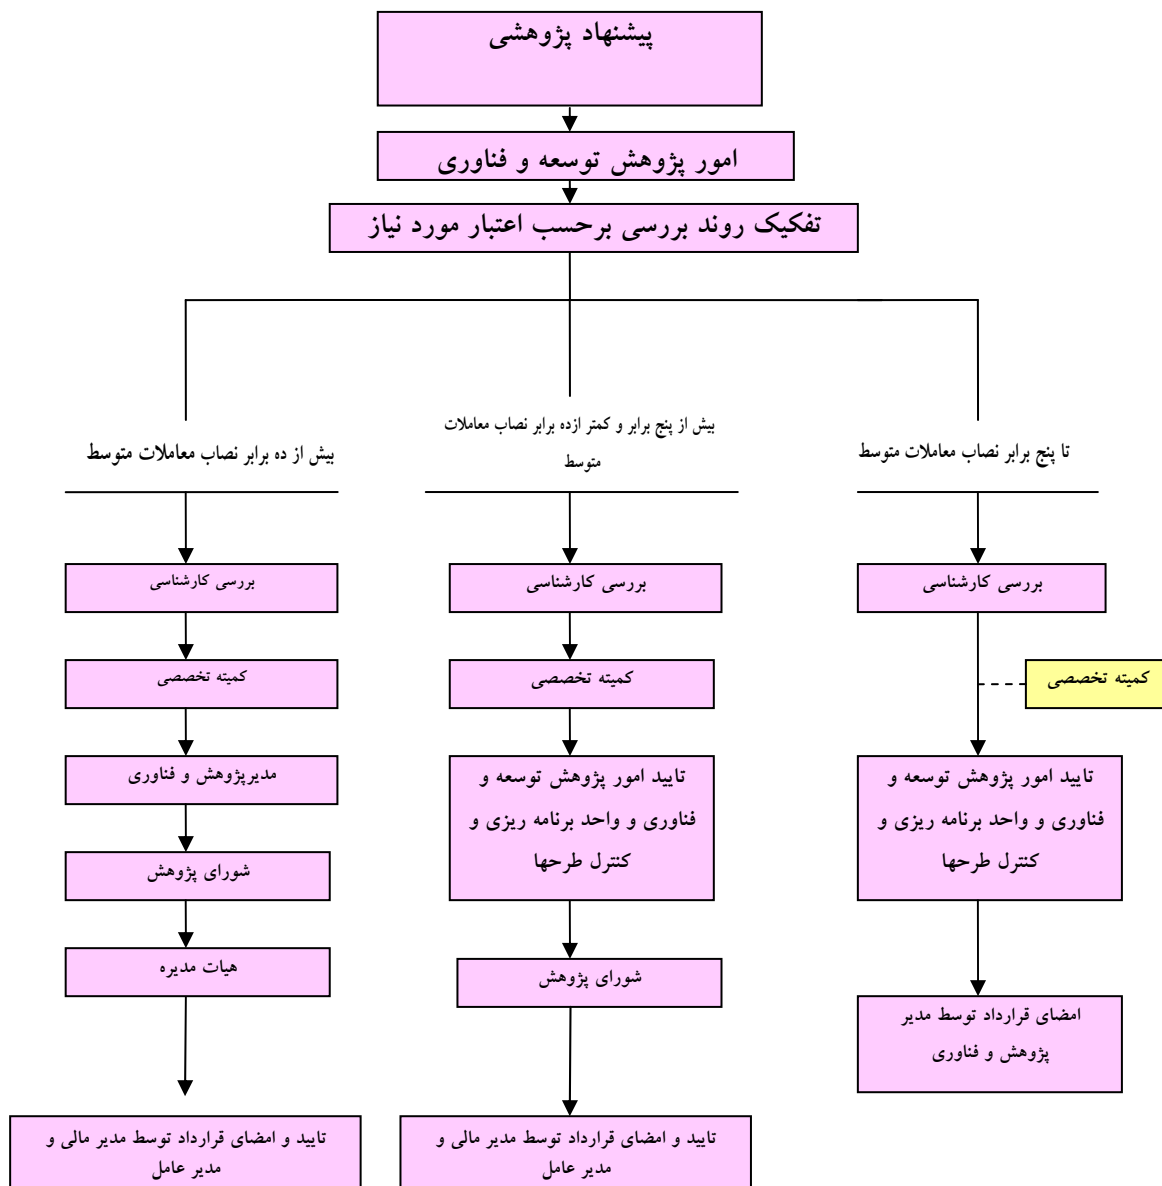 پیشنهاد پژوهشی
امور پژوهش توسعه و فناوری
تفکیک روند بررسی برحسب اعتبار مورد نیاز
تا پنج برابر نصاب معاملات متوسط
بررسی کارشناسی
کمیته تخصصی
تایید امور پژوهش توسعه و
فناوری و واحد برنامه ریزی و
کنترل طرحها
امضای قرارداد توسط مدیر
پژوهش و فناوری
بیش از پنج برابر و کمتر ازده برابر نصاب معاملات
متوسط
بررسی کارشناسی
کمیته تخصصی
تایید امور پژوهش توسعه و
فناوری و واحد برنامه ریزی و
کنترل طرحها
شورای پژوهش
تایید و امضای قرارداد توسط مدیر مالی و
مدیر عامل
بیش از ده برابر نصاب معاملات متوسط
بررسی کارشناسی
کمیته تخصصی
مدیرپژوهش و فناوری
شورای پژوهش
هیات مدیره
تایید و امضای قرارداد توسط مدیر مالی و
مدیر عامل